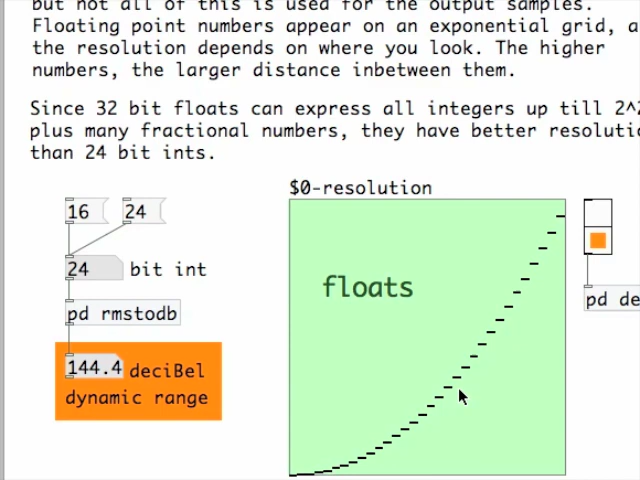 but not all of this is used for the output samples.
Floating point numbers appear on an exponential grid, a
the resolution depends on where you look. The higher
numbers, the larger distance inbetween them.
Since 32 bit floats can express all integers up till 2^2
plus many fractional numbers, they have better resolutio
than 24 bit ints.
$0-resolution
16 24
24 bit int
floats
pd rmstodb
pd de
144.4 deciBel
dynamic range